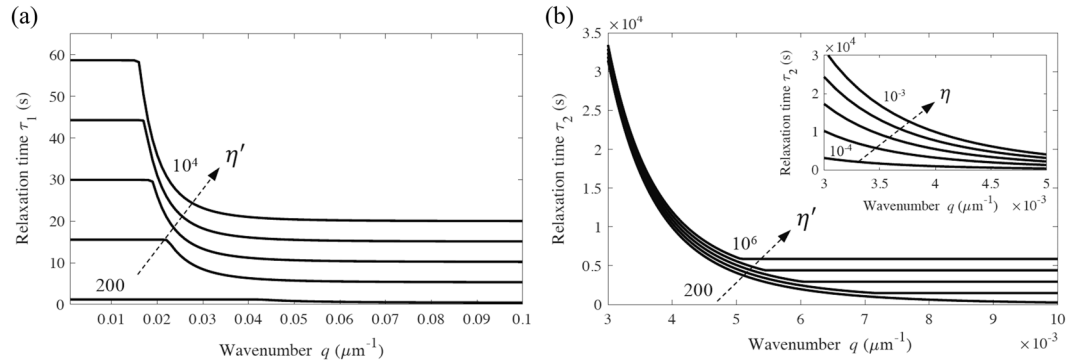 (a)
60
50
40
30
20
10
0
Relaxation time τ1 (s)
10^4
η'
200
0.01 0.02 0.03 0.04 0.05 0.06 0.07 0.08 0.09 0.1
Wavenumber q (μm^-1)
(b)
×10^4
3.5
3
2.5
2
1.5
1
0.5
0
Relaxation time τ2 (s)
10^6
η'
200
3 4 5 6 7 8 9 10
×10^-3
Wavenumber q (μm^-1)
×10^4
3
2
1
0
Relaxation time τ2 (s)
10^-3
η
10^-4
3 3.5 4 4.5 5
Wavenumber q (μm^-1) ×10^-3